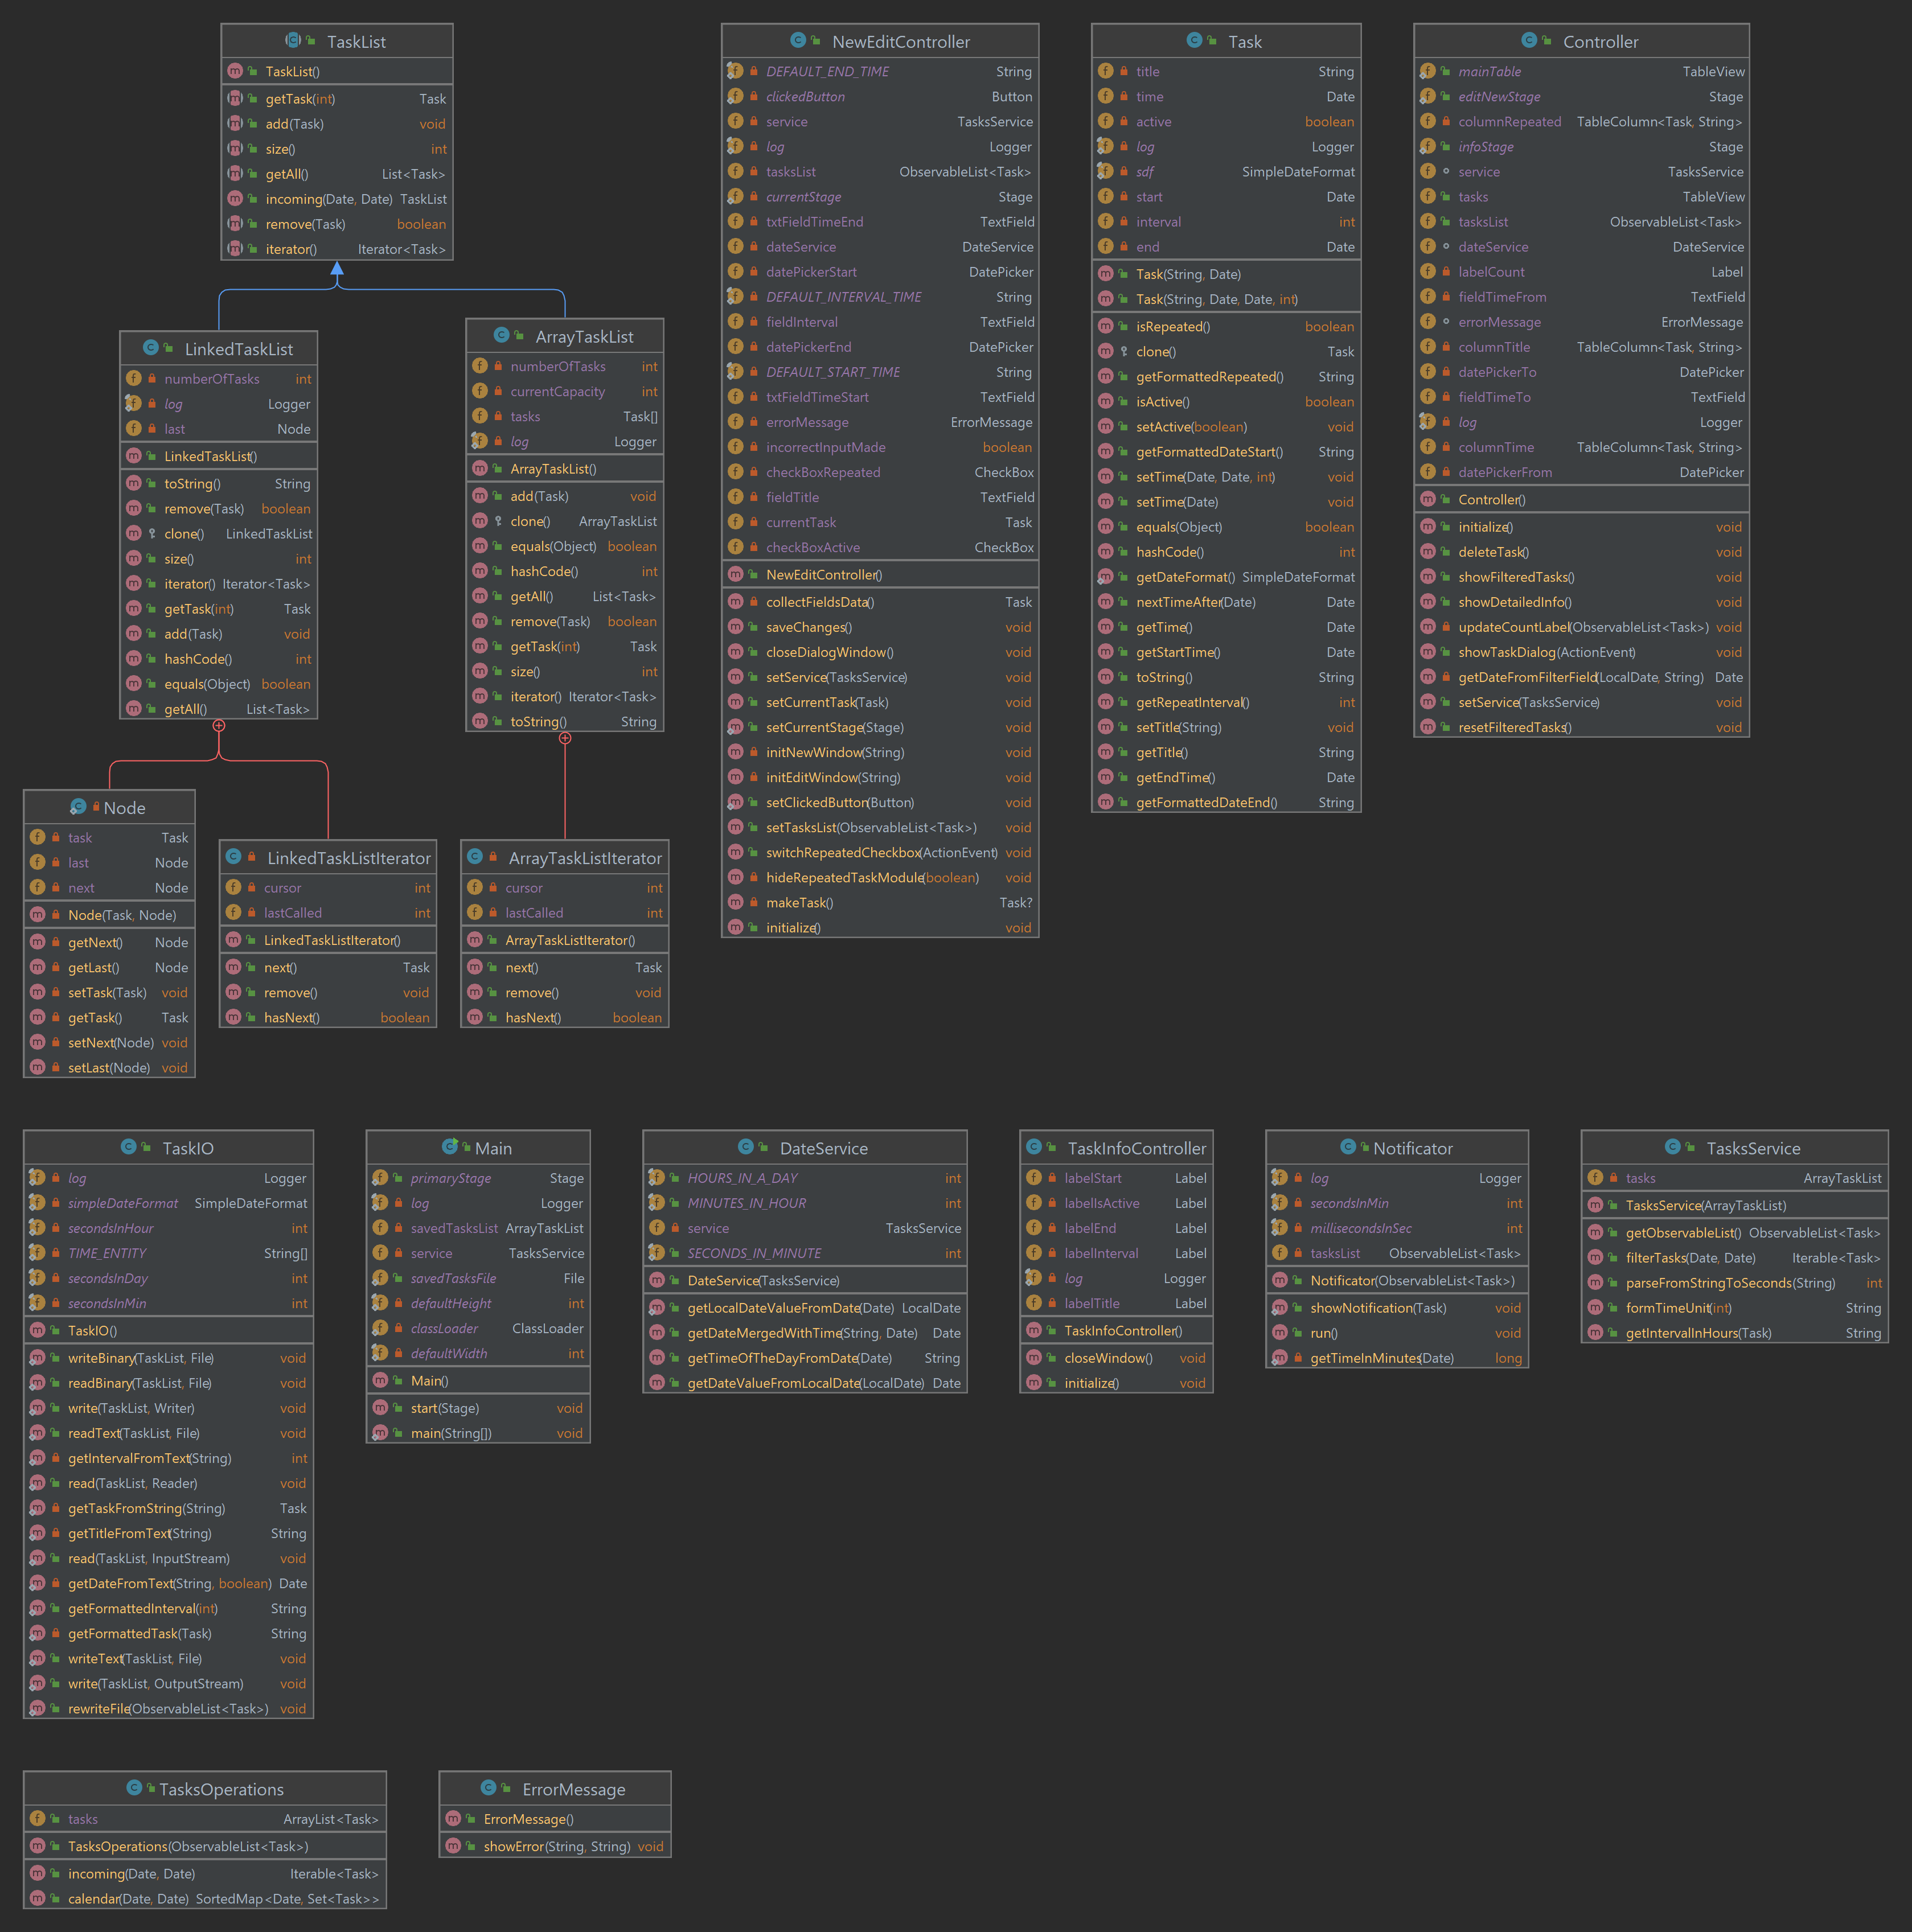 TaskList
TaskList()
getTask(int) Task
add(Task) void
size() int
getAll() List<Task>
incoming(Date, Date) TaskList
remove(Task) boolean
iterator() Iterator<Task>
LinkedTaskList
numberOfTasks int
log Logger
last Node
LinkedTaskList()
toString() String
remove(Task) boolean
clone() LinkedTaskList
size() int
iterator() Iterator<Task>
getTask(int) Task
add(Task) void
hashCode() int
equals(Object) boolean
getAll() List<Task>
ArrayTaskList
numberOfTasks int
currentCapacity int
tasks Task[]
log Logger
ArrayTaskList()
add(Task) void
clone() ArrayTaskList
equals(Object) boolean
hashCode() int
getAll() List<Task>
remove(Task) boolean
getTask(int) Task
size() int
iterator() Iterator<Task>
toString() String
Node
task Task
last Node
next Node
Node(Task, Node)
getNext() Node
getLast() Node
setTask(Task) void
getTask() Task
setNext(Node) void
setLast(Node) void
LinkedTaskListIterator
cursor int
lastCalled int
LinkedTaskListIterator()
next() Task
remove() void
hasNext() boolean
ArrayTaskListIterator
cursor int
lastCalled int
ArrayTaskListIterator()
next() Task
remove() void
hasNext() boolean
NewEditController
DEFAULT_END_TIME String
clickedButton Button
service TasksService
log Logger
tasksList ObservableList<Task>
currentStage Stage
txtFieldTimeEnd TextField
dateService DateService
datePickerStart DatePicker
DEFAULT_INTERVAL_TIME String
fieldInterval TextField
datePickerEnd DatePicker
DEFAULT_START_TIME String
txtFieldTimeStart TextField
errorMessage ErrorMessage
incorrectInputMade boolean
checkBoxRepeated CheckBox
fieldTitle TextField
currentTask Task
checkBoxActive CheckBox
NewEditController()
collectFieldsData() Task
saveChanges() void
closeDialogWindow() void
setService(TasksService) void
setCurrentTask(Task) void
setCurrentStage(Stage) void
initNewWindow(String) void
initEditWindow(String) void
setClickedButton(Button) void
setTasksList(ObservableList<Task>) void
switchRepeatedCheckbox(ActionEvent) void
hideRepeatedTaskModule(boolean) void
makeTask() Task?
initialize() void
Task
title String
time Date
active boolean
log Logger
sdf SimpleDateFormat
start Date
interval int
end Date
Task(String, Date)
Task(String, Date, Date, int)
isRepeated() boolean
clone() Task
getFormattedRepeated() String
isActive() boolean
setActive(boolean) void
getFormattedDateStart() String
setTime(Date, Date, int) void
setTime(Date) void
equals(Object) boolean
hashCode() int
getDateFormat() SimpleDateFormat
nextTimeAfter(Date) Date
getTime() Date
getStartTime() Date
toString() String
getRepeatInterval() int
setTitle(String) void
getTitle() String
getEndTime() Date
getFormattedDateEnd() String
Controller
mainTable TableView
editNewStage Stage
columnRepeated TableColumn<Task, String>
infoStage Stage
service TasksService
tasks TableView
tasksList ObservableList<Task>
dateService DateService
labelCount Label
fieldTimeFrom TextField
errorMessage ErrorMessage
columnTitle TableColumn<Task, String>
datePickerTo DatePicker
fieldTimeTo TextField
log Logger
columnTime TableColumn<Task, String>
datePickerFrom DatePicker
Controller()
initialize() void
deleteTask() void
showFilteredTasks() void
showDetailedInfo() void
updateCountLabel(ObservableList<Task>) void
showTaskDialog(ActionEvent) void
getDateFromFilterField(LocalDate, String) Date
setService(TasksService) void
resetFilteredTasks() void
TaskIO
log Logger
simpleDateFormat SimpleDateFormat
secondsInHour int
TIME_ENTITY String[]
secondsInDay int
secondsInMin int
TaskIO()
writeBinary(TaskList, File) void
readBinary(TaskList, File) void
write(TaskList, Writer) void
readText(TaskList, File) void
getIntervalFromText(String) int
read(TaskList, Reader) void
getTaskFromString(String) Task
getTitleFromText(String) String
read(TaskList, InputStream) void
getDateFromText(String, boolean) Date
getFormattedInterval(int) String
getFormattedTask(Task) String
writeText(TaskList, File) void
write(TaskList, OutputStream) void
rewriteFile(ObservableList<Task>) void
Main
primaryStage Stage
log Logger
savedTasksList ArrayTaskList
service TasksService
savedTasksFile File
defaultHeight int
classLoader ClassLoader
defaultWidth int
Main()
start(Stage) void
main(String[]) void
DateService
HOURS_IN_A_DAY int
MINUTES_IN_HOUR int
service TasksService
SECONDS_IN_MINUTE int
DateService(TasksService)
getLocalDateValueFromDate(Date) LocalDate
getDateMergedWithTime(String, Date) Date
getTimeOfTheDayFromDate(Date) String
getDateValueFromLocalDate(LocalDate) Date
TaskInfoController
labelStart Label
labelIsActive Label
labelEnd Label
labelInterval Label
log Logger
labelTitle Label
TaskInfoController()
closeWindow() void
initialize() void
Notificator
log Logger
secondsInMin int
millisecondsInSec int
tasksList ObservableList<Task>
Notificator(ObservableList<Task>)
showNotification(Task) void
run() void
getTimeInMinutes(Date) long
TasksService
tasks ArrayTaskList
TasksService(ArrayTaskList)
getObservableList() ObservableList<Task>
filterTasks(Date, Date) Iterable<Task>
parseFromStringToSeconds(String) int
formTimeUnit(int) String
getIntervalInHours(Task) String
TasksOperations
tasks ArrayList<Task>
TasksOperations(ObservableList<Task>)
incoming(Date, Date) Iterable<Task>
calendar(Date, Date) SortedMap<Date, Set<Task>>
ErrorMessage
ErrorMessage()
showError(String, String) void